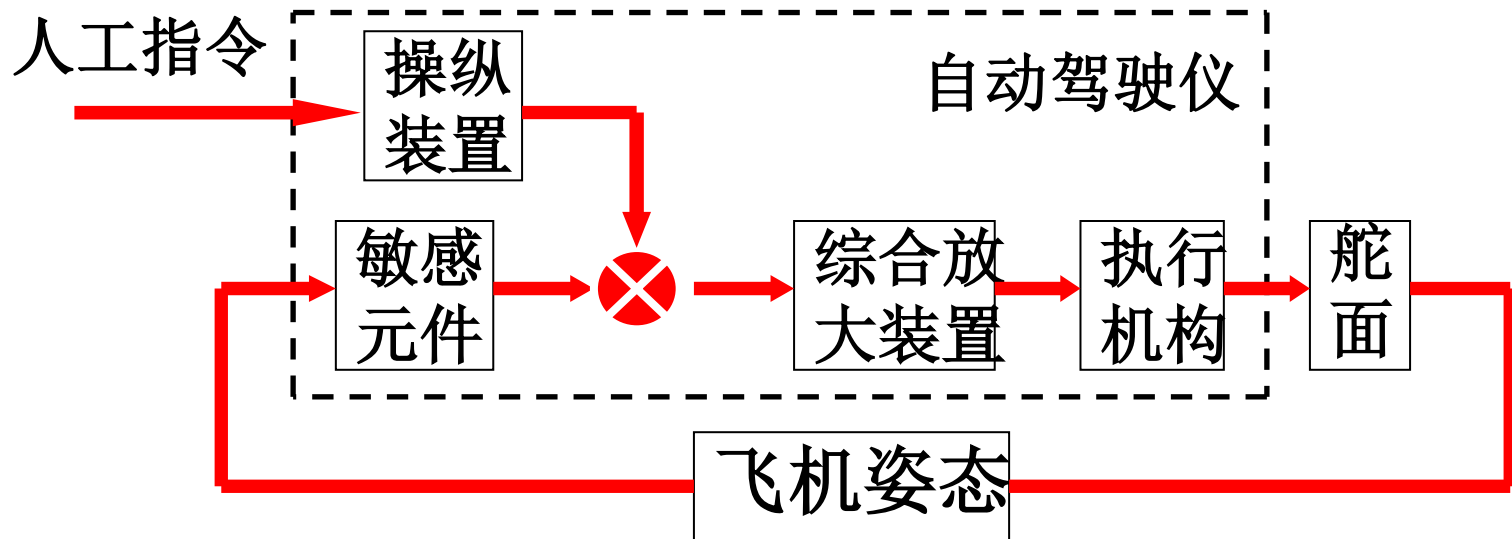 人工指令
操纵
装置
自动驾驶仪
敏感
元件
综合放
大装置
执行
机构
舵
面
飞机姿态